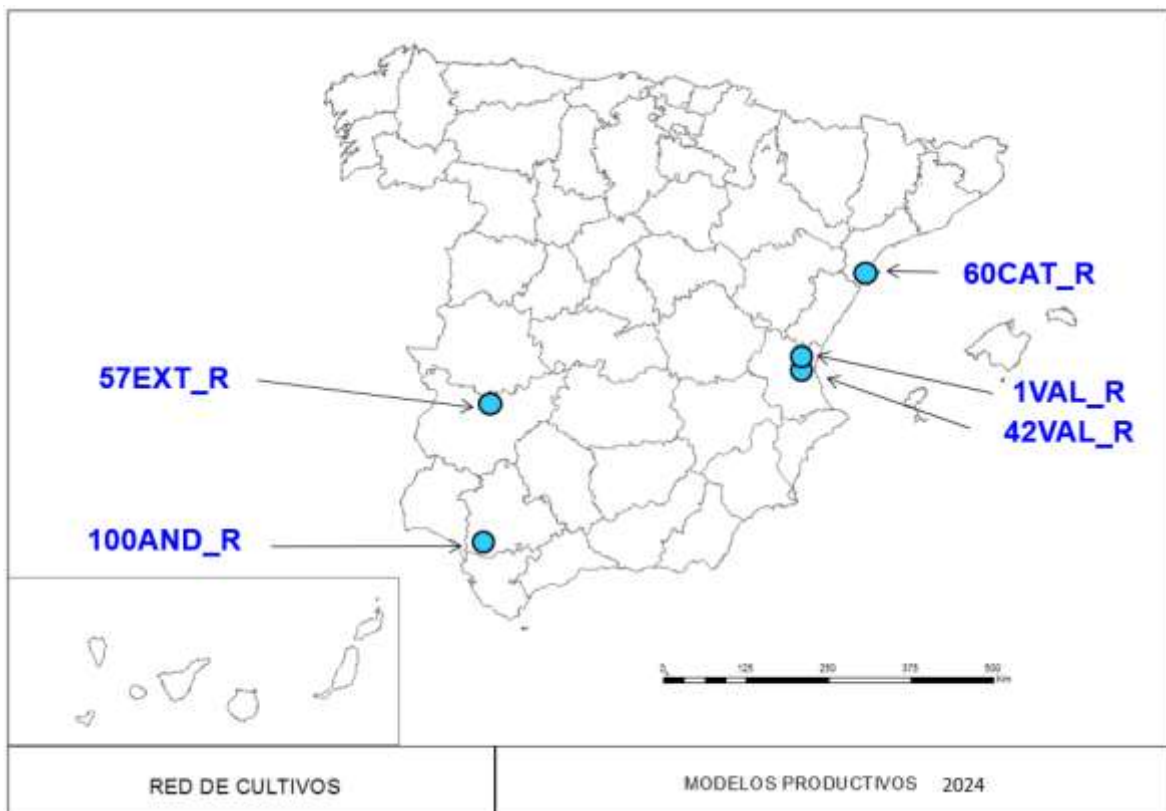 60CAT_R
57EXT_R
1VAL_R
42VAL_R
100AND_R
0 125 250 375 500
Km
RED DE CULTIVOS
MODELOS PRODUCTIVOS 2024